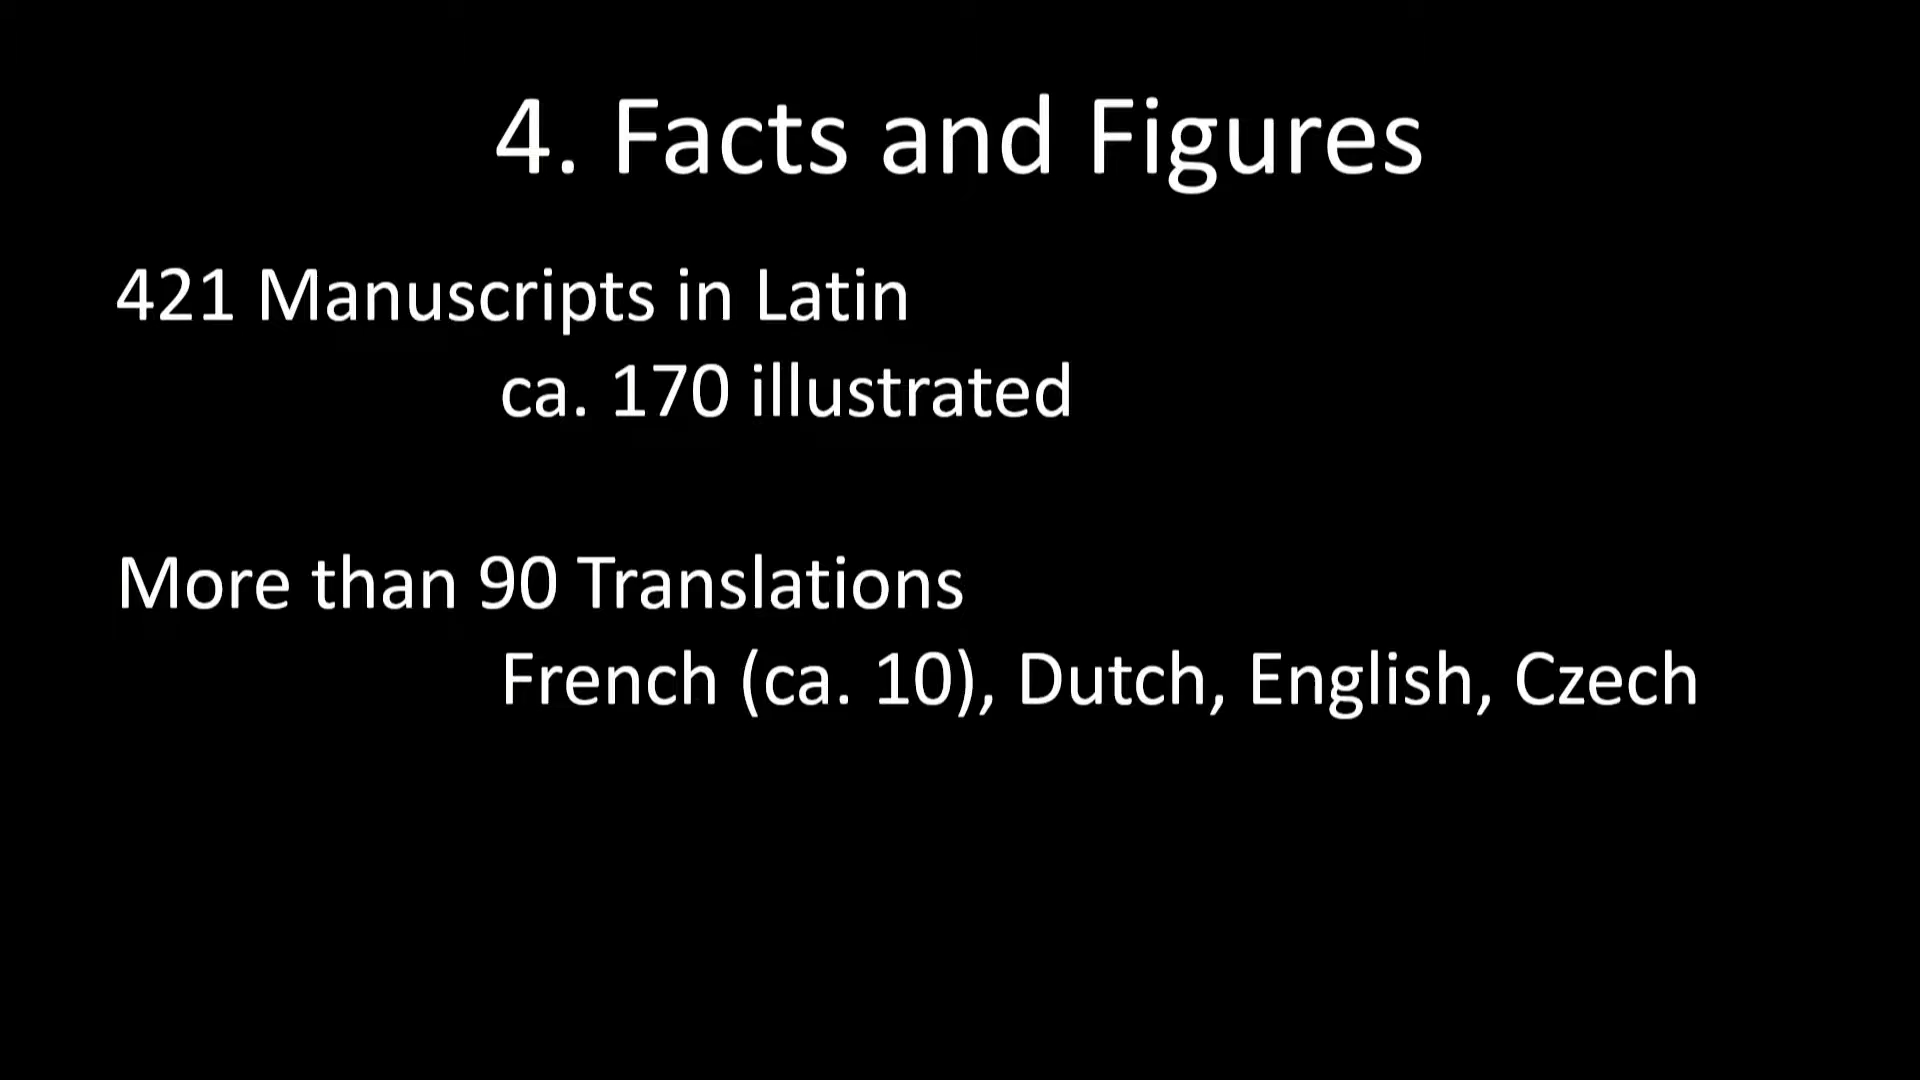 4. Facts and Figures
421 Manuscripts in Latin
ca. 170 illustrated
More than 90 Translations
French (ca. 10), Dutch, English, Czech